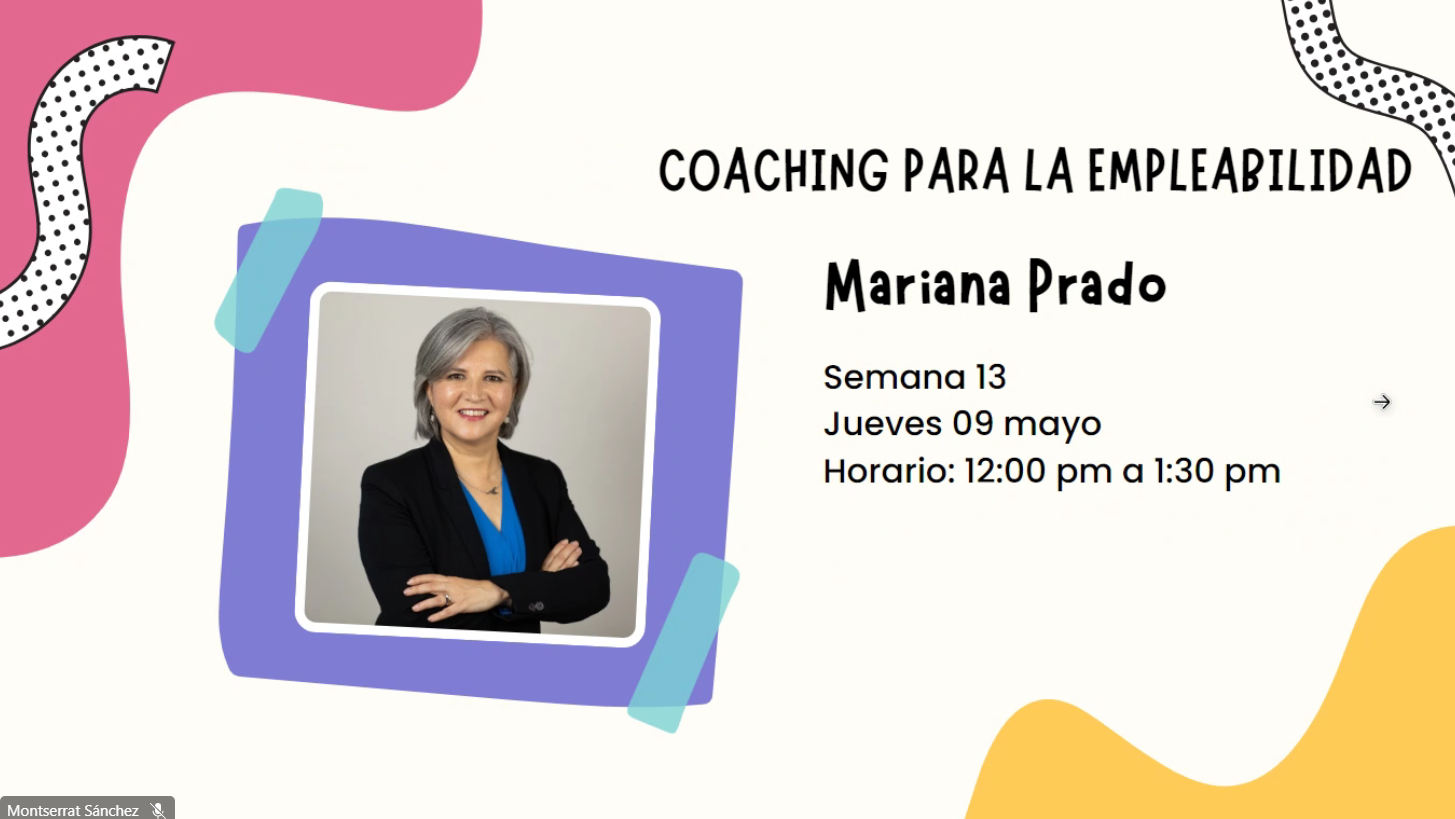 COACHING PARA LA EMPLEABILIDAD
Mariana Prado
Semana 13
Jueves 09 mayo
Horario: 12:00 pm a 1:30 pm
Montserrat Sánchez